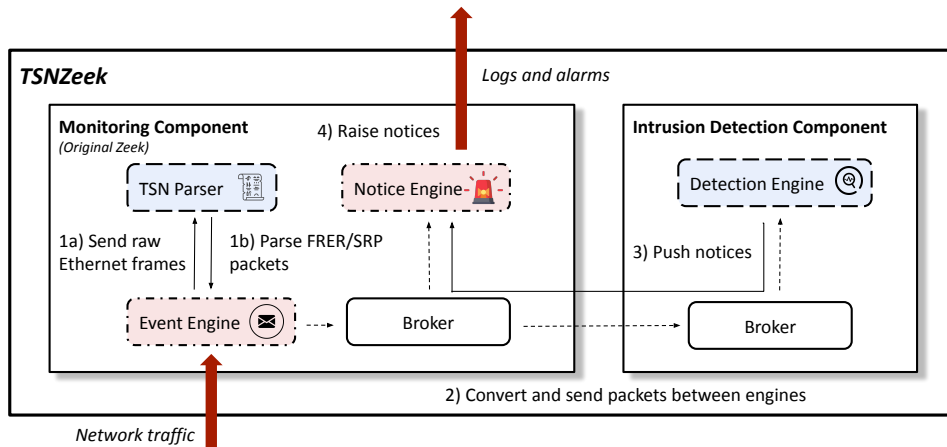 Logs and alarms
TSNZeek
Monitoring Component
(Original Zeek)
4) Raise notices
Intrusion Detection Component
TSN Parser
Notice Engine
Detection Engine
1a) Send raw
Ethernet frames
1b) Parse FRER/SRP
packets
3) Push notices
Event Engine
Broker
Broker
2) Convert and send packets between engines
Network traffic